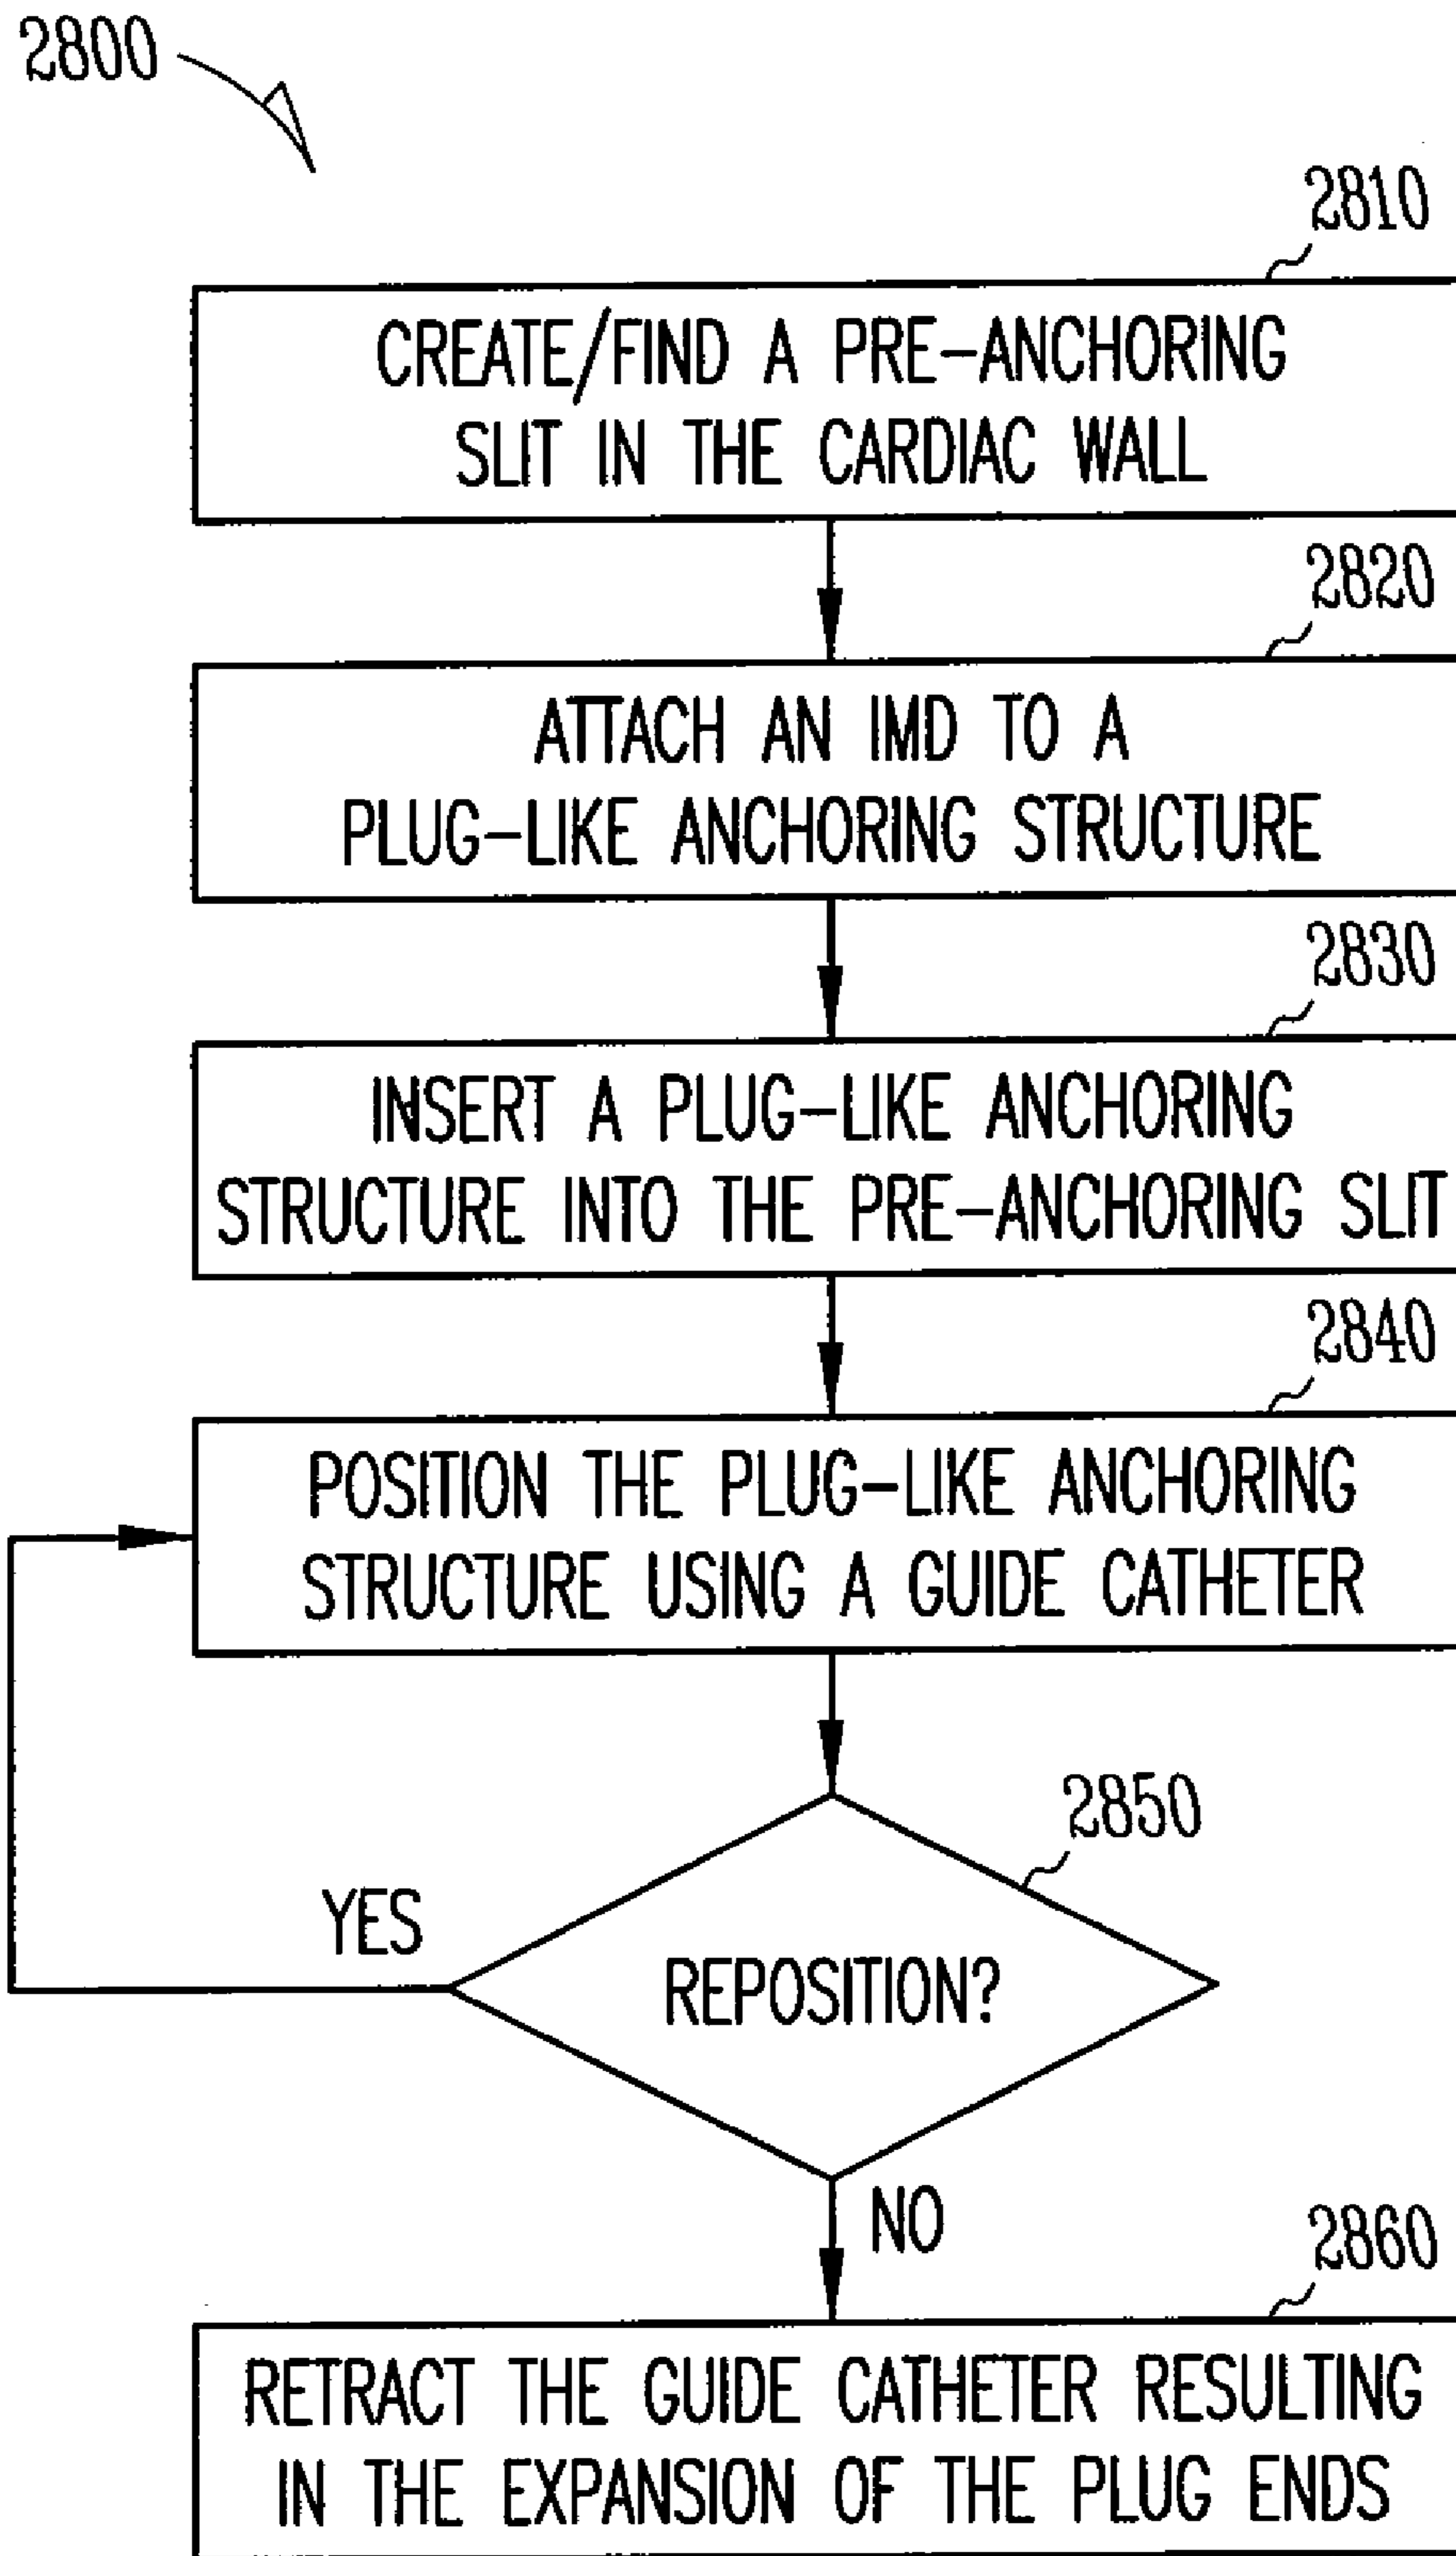 2800
2810
CREATE/FIND A PRE-ANCHORING
SLIT IN THE CARDIAC WALL
2820
ATTACH AN IMD TO A
PLUG-LIKE ANCHORING STRUCTURE
2830
INSERT A PLUG-LIKE ANCHORING
STRUCTURE INTO THE PRE-ANCHORING SLIT
2840
POSITION THE PLUG-LIKE ANCHORING
STRUCTURE USING A GUIDE CATHETER
2850
YES
REPOSITION?
NO
2860
RETRACT THE GUIDE CATHETER RESULTING
IN THE EXPANSION OF THE PLUG ENDS